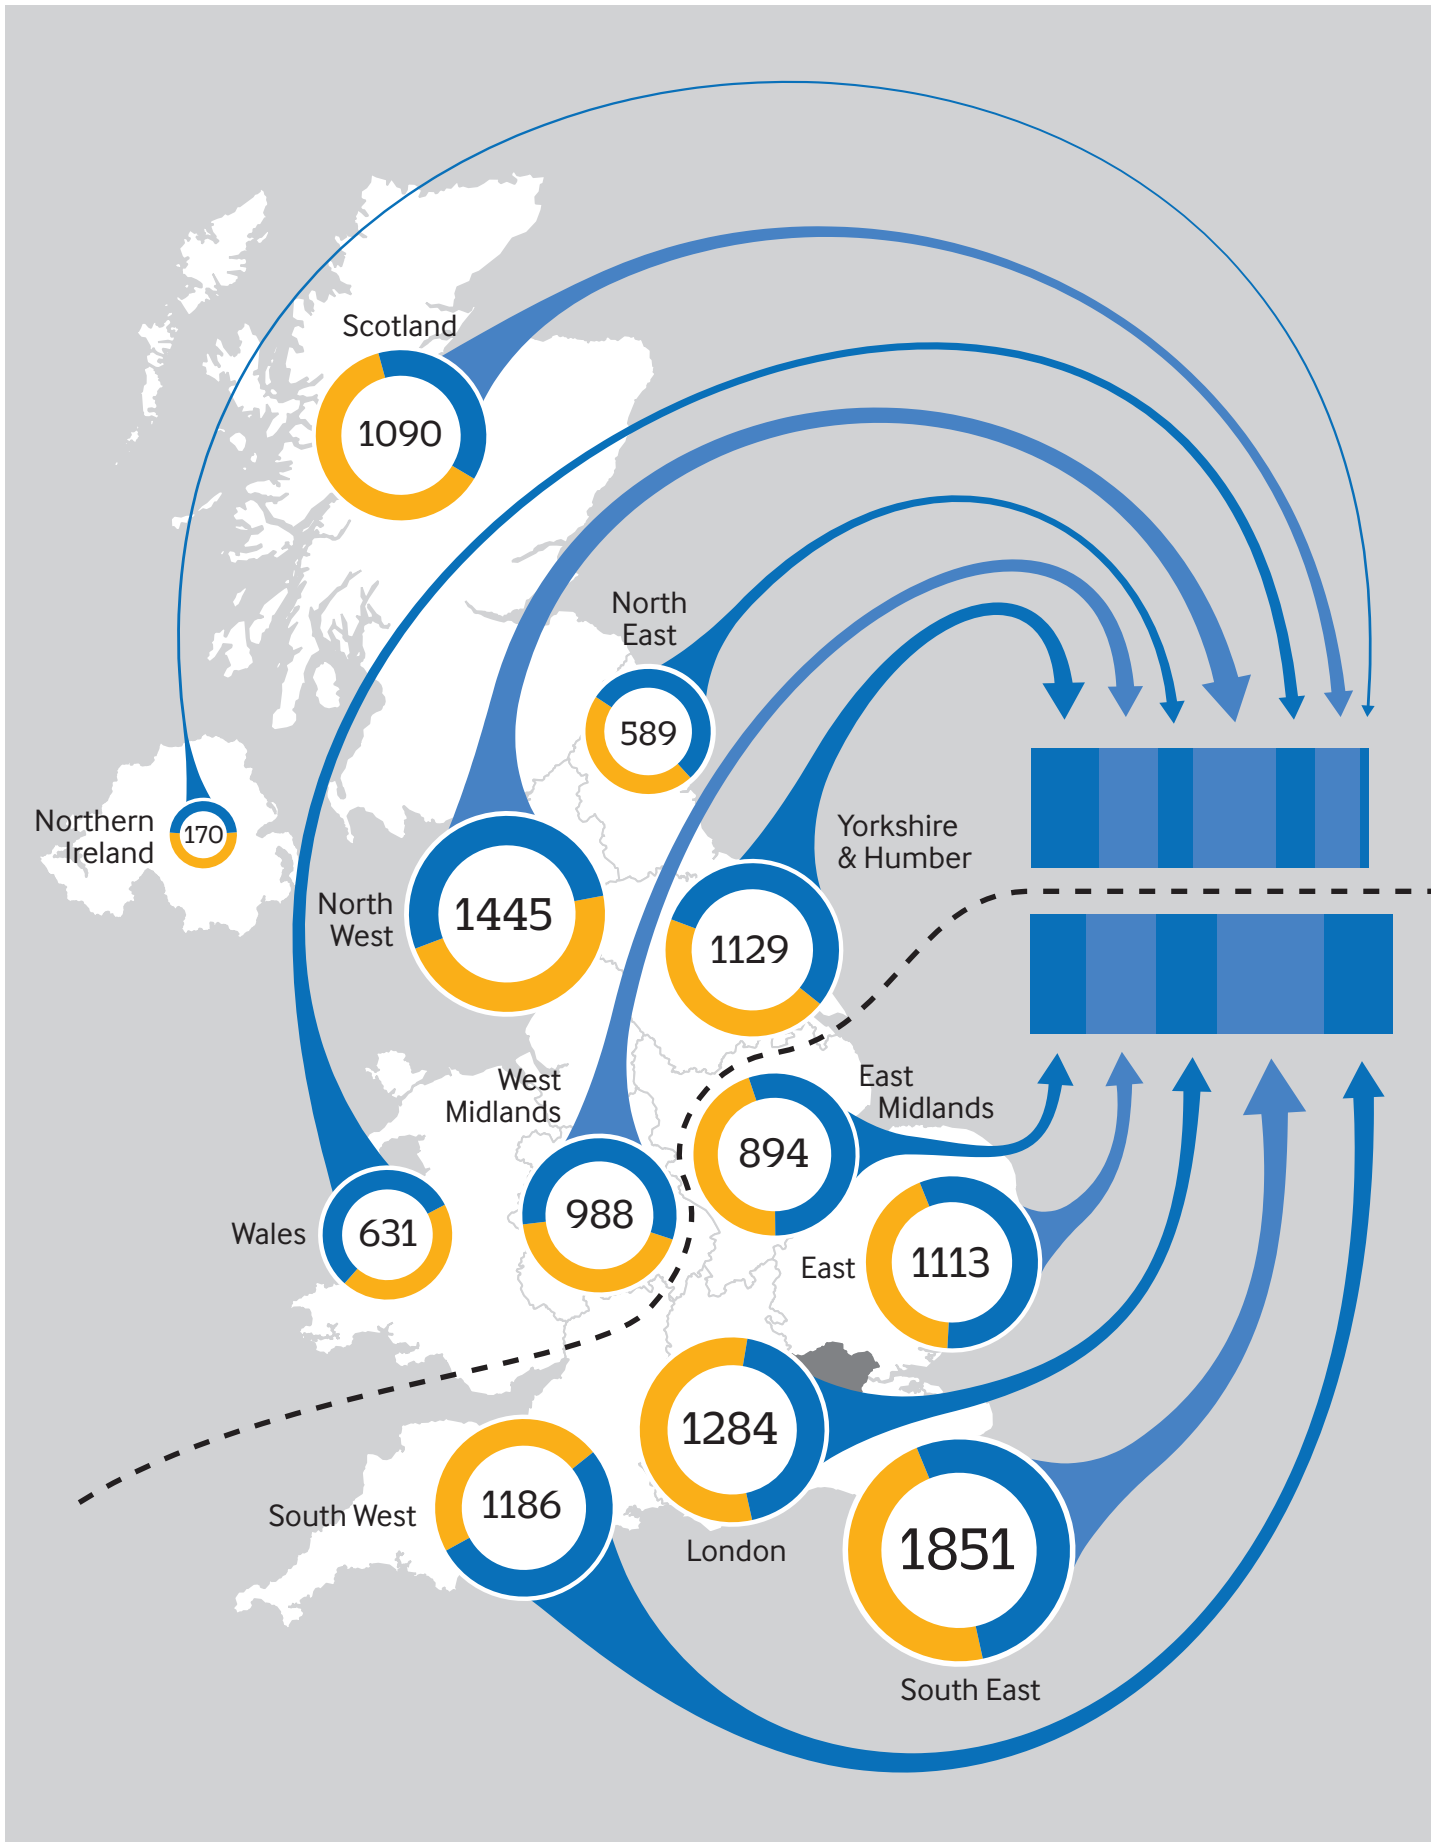 Scotland
1090
North
East
589
Northern
Ireland
170
Yorkshire
& Humber
North
West
1445
1129
West
Midlands
East
Midlands
894
988
Wales
631
East
1113
1284
South West
1186
London
1851
South East